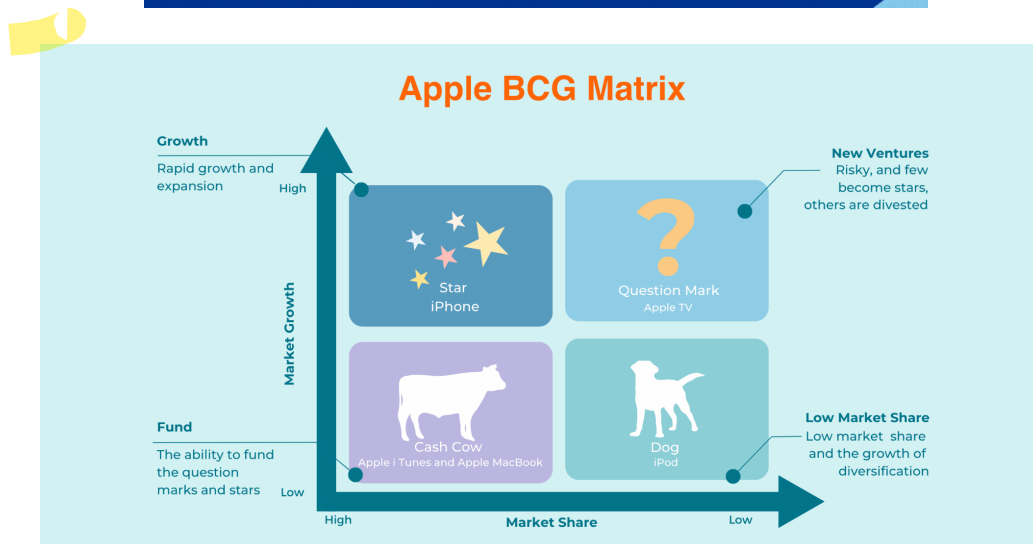 Apple BCG Matrix
Growth
Rapid growth and
expansion
High
New Ventures
Risky, and few
become stars,
others are divested
?
Star
iPhone
Question Mark
Apple TV
Market Growth
Cash Cow
Apple i Tunes and Apple MacBook
Dog
iPod
Fund
The ability to fund
the question
marks and stars
Low
Low Market Share
Low market share
and the growth of
diversification
High
Market Share
Low